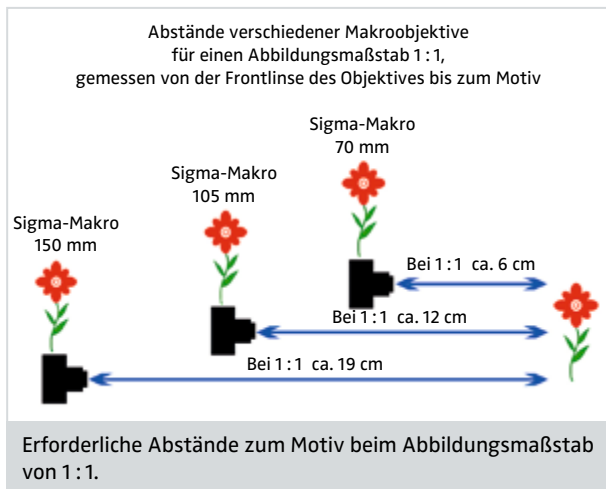 Abstände verschiedener Makroobjektive
für einen Abbildungsmaßstab 1 : 1,
gemessen von der Frontlinse des Objektives bis zum Motiv
Sigma-Makro
70 mm
Sigma-Makro
105 mm
Sigma-Makro
150 mm
Bei 1 : 1 ca. 6 cm
Bei 1 : 1 ca. 12 cm
Bei 1 : 1 ca. 19 cm
Erforderliche Abstände zum Motiv beim Abbildungsmaßstab
von 1 : 1.